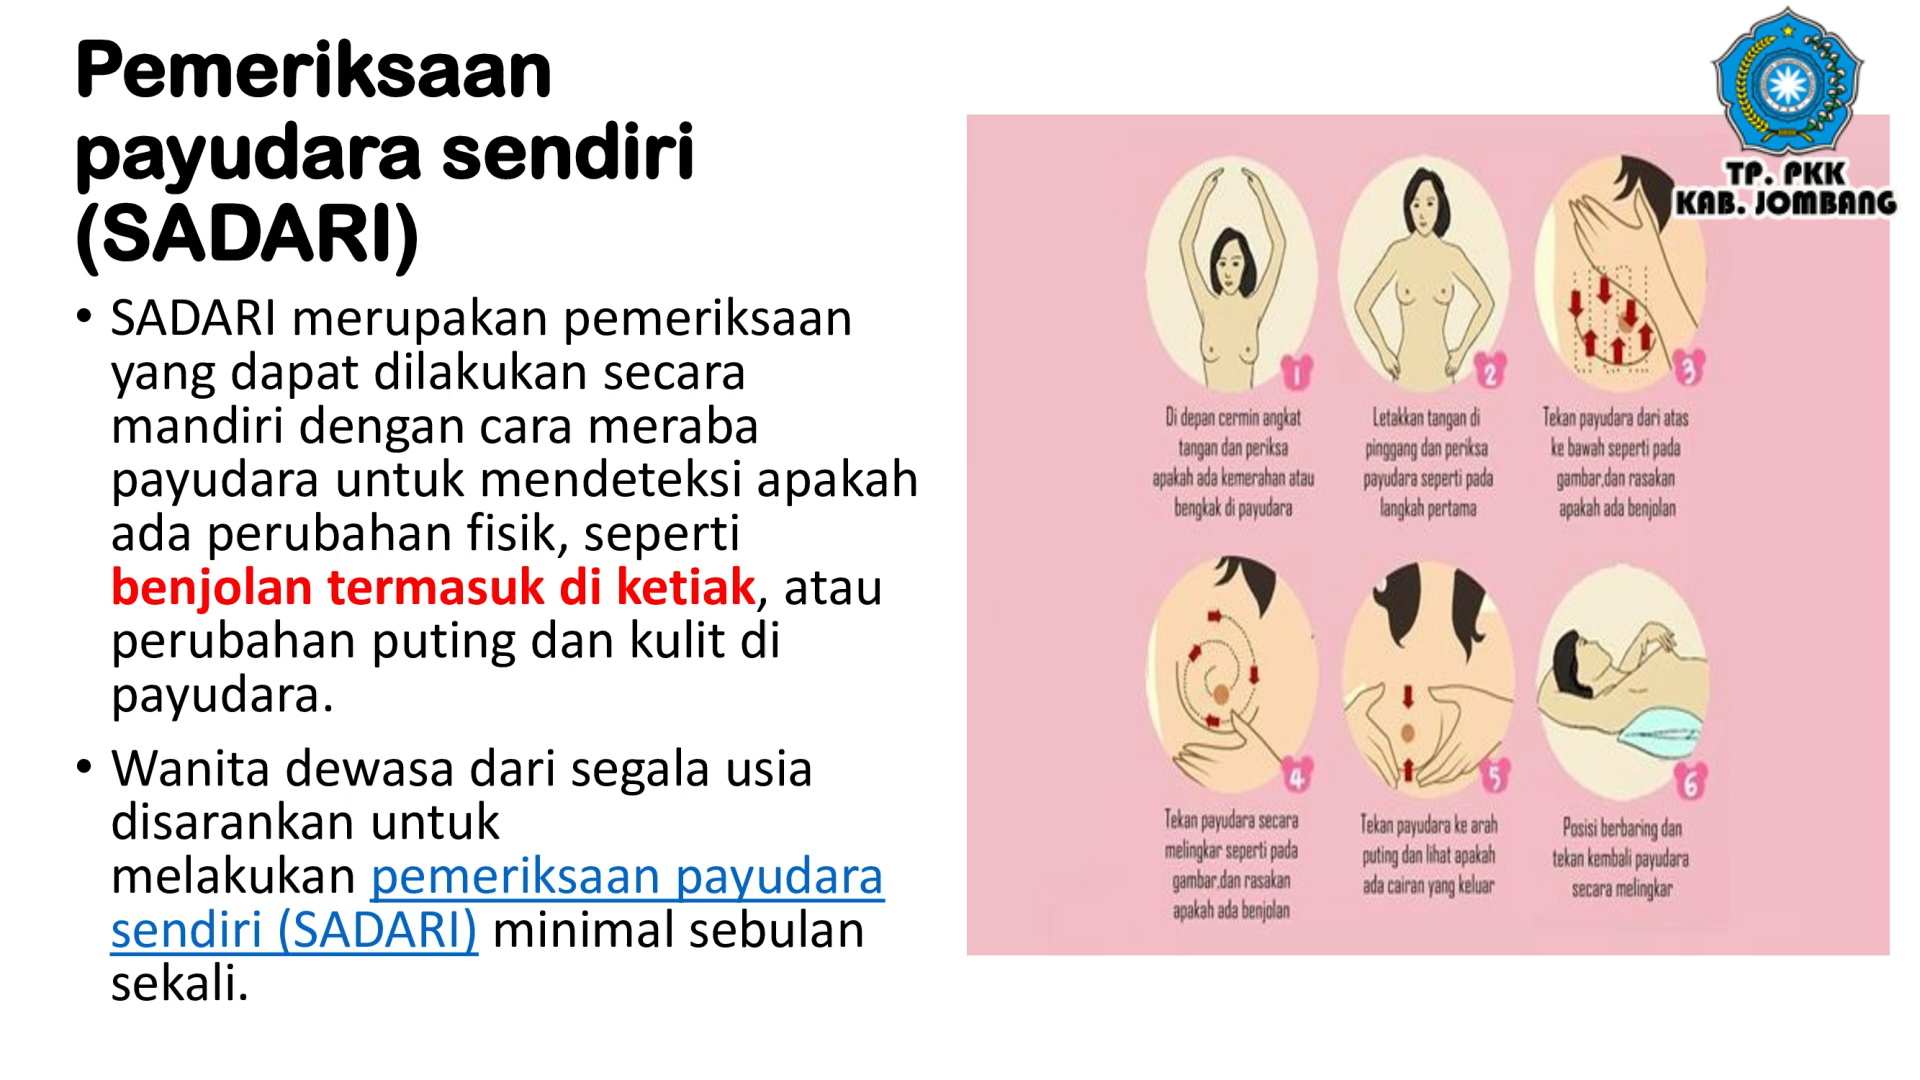 Pemeriksaan
payudara sendiri
(SADARI)
• SADARI merupakan pemeriksaan
yang dapat dilakukan secara
mandiri dengan cara meraba
payudara untuk mendeteksi apakah
ada perubahan fisik, seperti
benjolan termasuk di ketiak, atau
perubahan puting dan kulit di
payudara.
• Wanita dewasa dari segala usia
disarankan untuk
melakukan pemeriksaan payudara
sendiri (SADARI) minimal sebulan
sekali.
TP. PKK
KAB. JOMBANG
1
Di depan cermin angkat
tangan dan periksa
apakah ada kemerahan atau
bengkak di payudara
2
Letakkan tangan di
pinggang dan periksa
payudara seperti pada
langkah pertama
3
Tekan payudara dari atas
ke bawah seperti pada
gambar,dan rasakan
apakah ada benjolan
4
Tekan payudara secara
melingkar seperti pada
gambar,dan rasakan
apakah ada benjolan
5
Tekan payudara ke arah
puting dan lihat apakah
ada cairan yang keluar
6
Posisi berbaring dan
tekan kembali payudara
secara melingkar